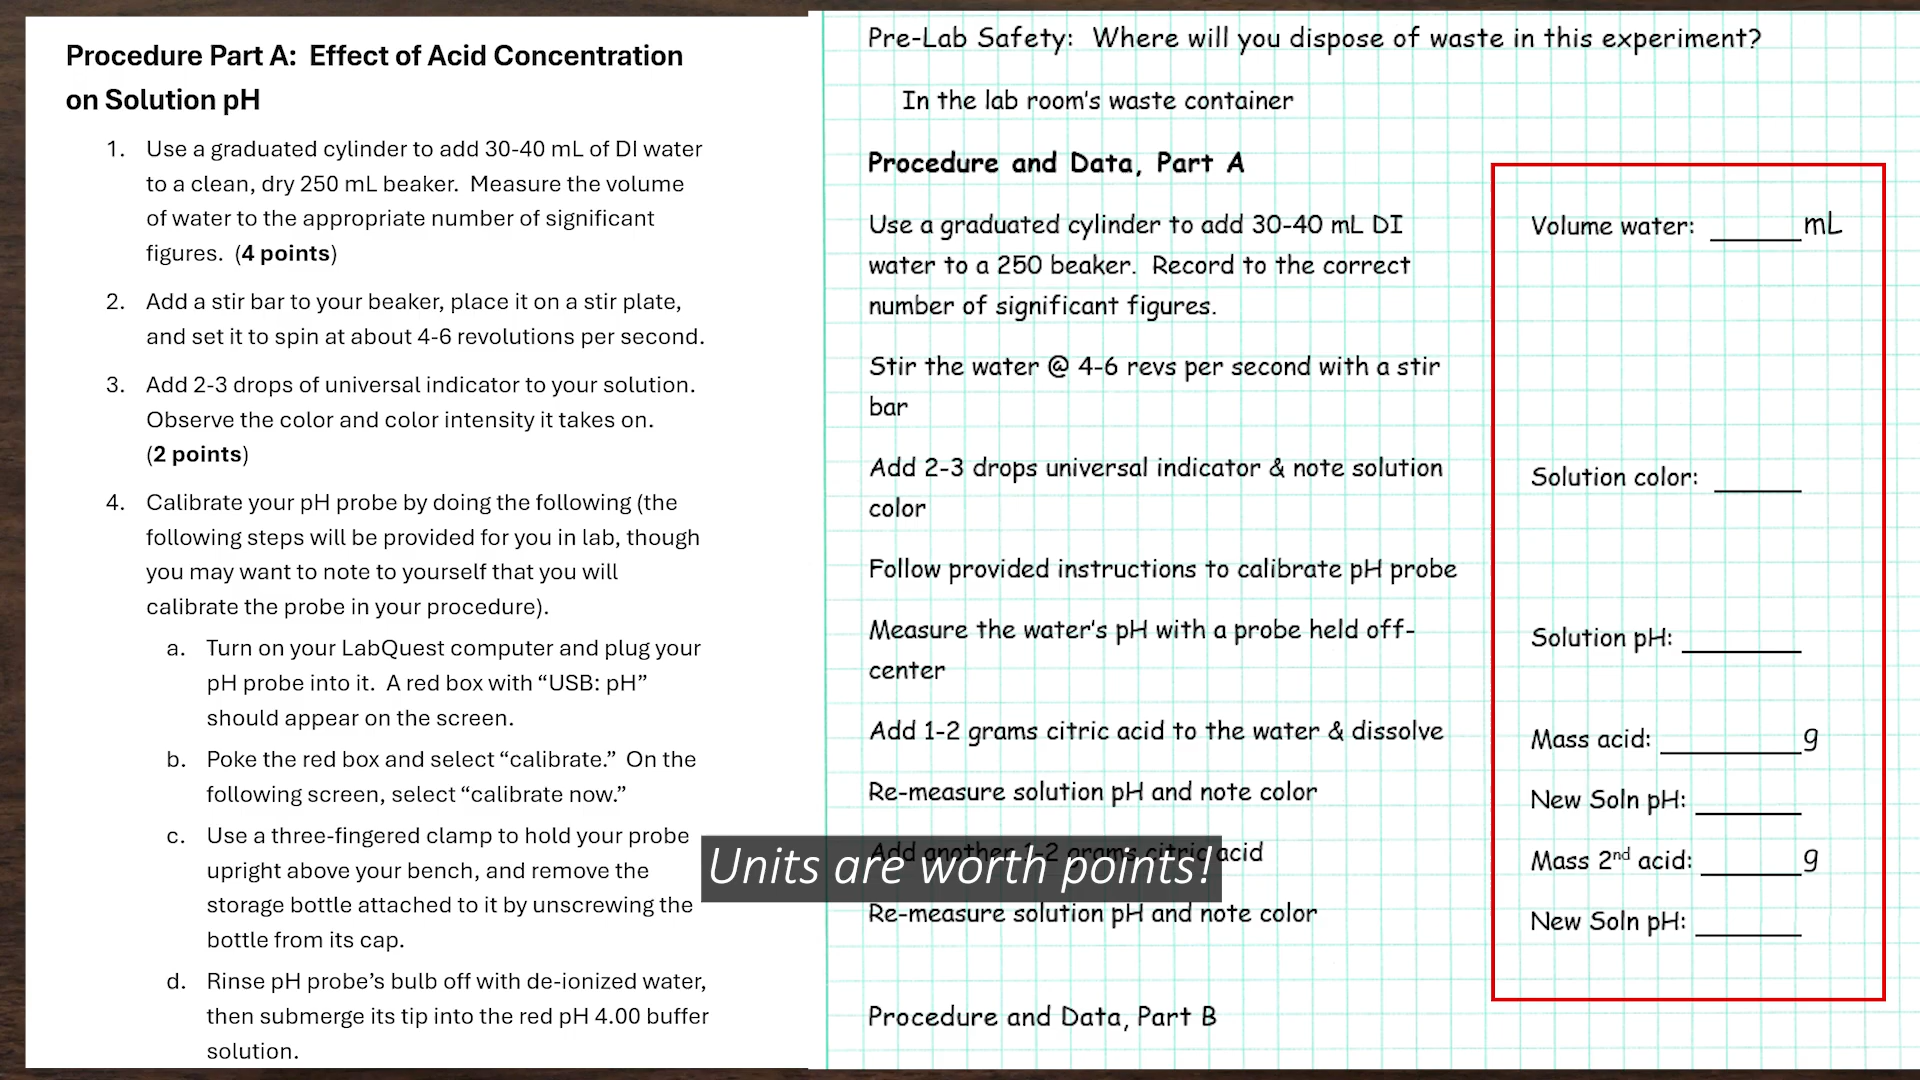 Procedure Part A: Effect of Acid Concentration
on Solution pH
1. Use a graduated cylinder to add 30-40 mL of DI water
to a clean, dry 250 mL beaker. Measure the volume
of water to the appropriate number of significant
figures. (4 points)
2. Add a stir bar to your beaker, place it on a stir plate,
and set it to spin at about 4-6 revolutions per second.
3. Add 2-3 drops of universal indicator to your solution.
Observe the color and color intensity it takes on.
(2 points)
4. Calibrate your pH probe by doing the following (the
following steps will be provided for you in lab, though
you may want to note to yourself that you will
calibrate the probe in your procedure).
a. Turn on your LabQuest computer and plug your
pH probe into it. A red box with “USB: pH”
should appear on the screen.
b. Poke the red box and select “calibrate.” On the
following screen, select “calibrate now.”
c. Use a three-fingered clamp to hold your probe
upright above your bench, and remove the
storage bottle attached to it by unscrewing the
bottle from its cap.
d. Rinse pH probe’s bulb off with de-ionized water,
then submerge its tip into the red pH 4.00 buffer
solution.
Pre-Lab Safety: Where will you dispose of waste in this experiment?
In the lab room's waste container
Procedure and Data, Part A
Use a graduated cylinder to add 30-40 mL DI
water to a 250 beaker. Record to the correct
number of significant figures.
Stir the water @ 4-6 revs per second with a stir
bar
Add 2-3 drops universal indicator & note solution
color
Follow provided instructions to calibrate pH probe
Measure the water's pH with a probe held off-
center
Add 1-2 grams citric acid to the water & dissolve
Re-measure solution pH and note color
Add another 1-2 grams citric acid
Re-measure solution pH and note color
Procedure and Data, Part B
Volume water: ______mL
Solution color: ______
Solution pH: ________
Mass acid: _________g
New Soln pH: _______
Mass 2nd acid: ______g
New Soln pH: _______
Units are worth points!